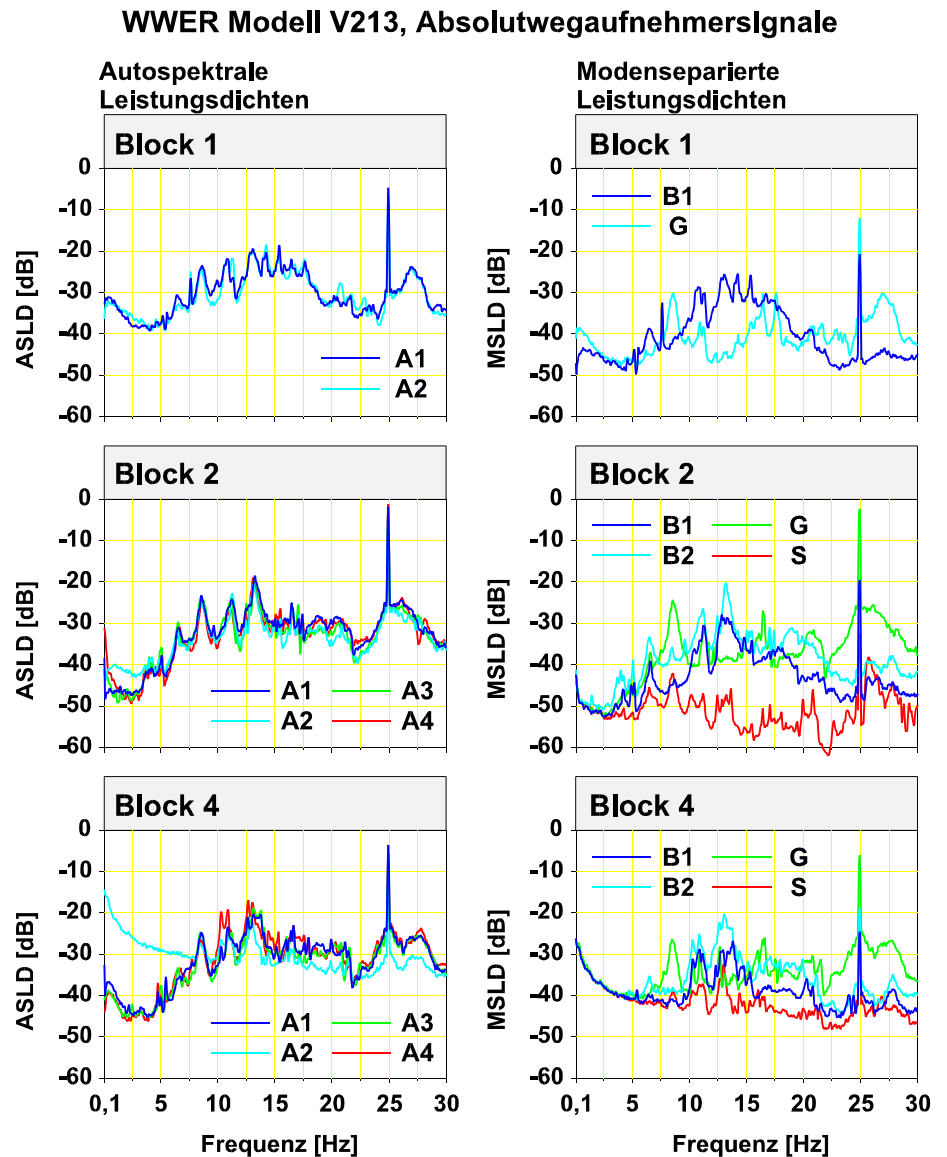 WWER Modell V213, AbsolutwegaufnehmersIgnale
Autospektrale
Leistungsdichten
Block 1
ASLD [dB]
0
-10
-20
-30
-40
-50
-60
A1
A2
Modenseparierte
Leistungsdichten
Block 1
MSLD [dB]
0
-10
-20
-30
-40
-50
-60
B1
G
Block 2
ASLD [dB]
0
-10
-20
-30
-40
-50
-60
A1 A3
A2 A4
Block 2
MSLD [dB]
0
-10
-20
-30
-40
-50
-60
B1 G
B2 S
Block 4
ASLD [dB]
0
-10
-20
-30
-40
-50
-60
A1 A3
A2 A4
0,1 5 10 15 20 25 30
Frequenz [Hz]
Block 4
MSLD [dB]
0
-10
-20
-30
-40
-50
-60
B1 G
B2 S
0,1 5 10 15 20 25 30
Frequenz [Hz]